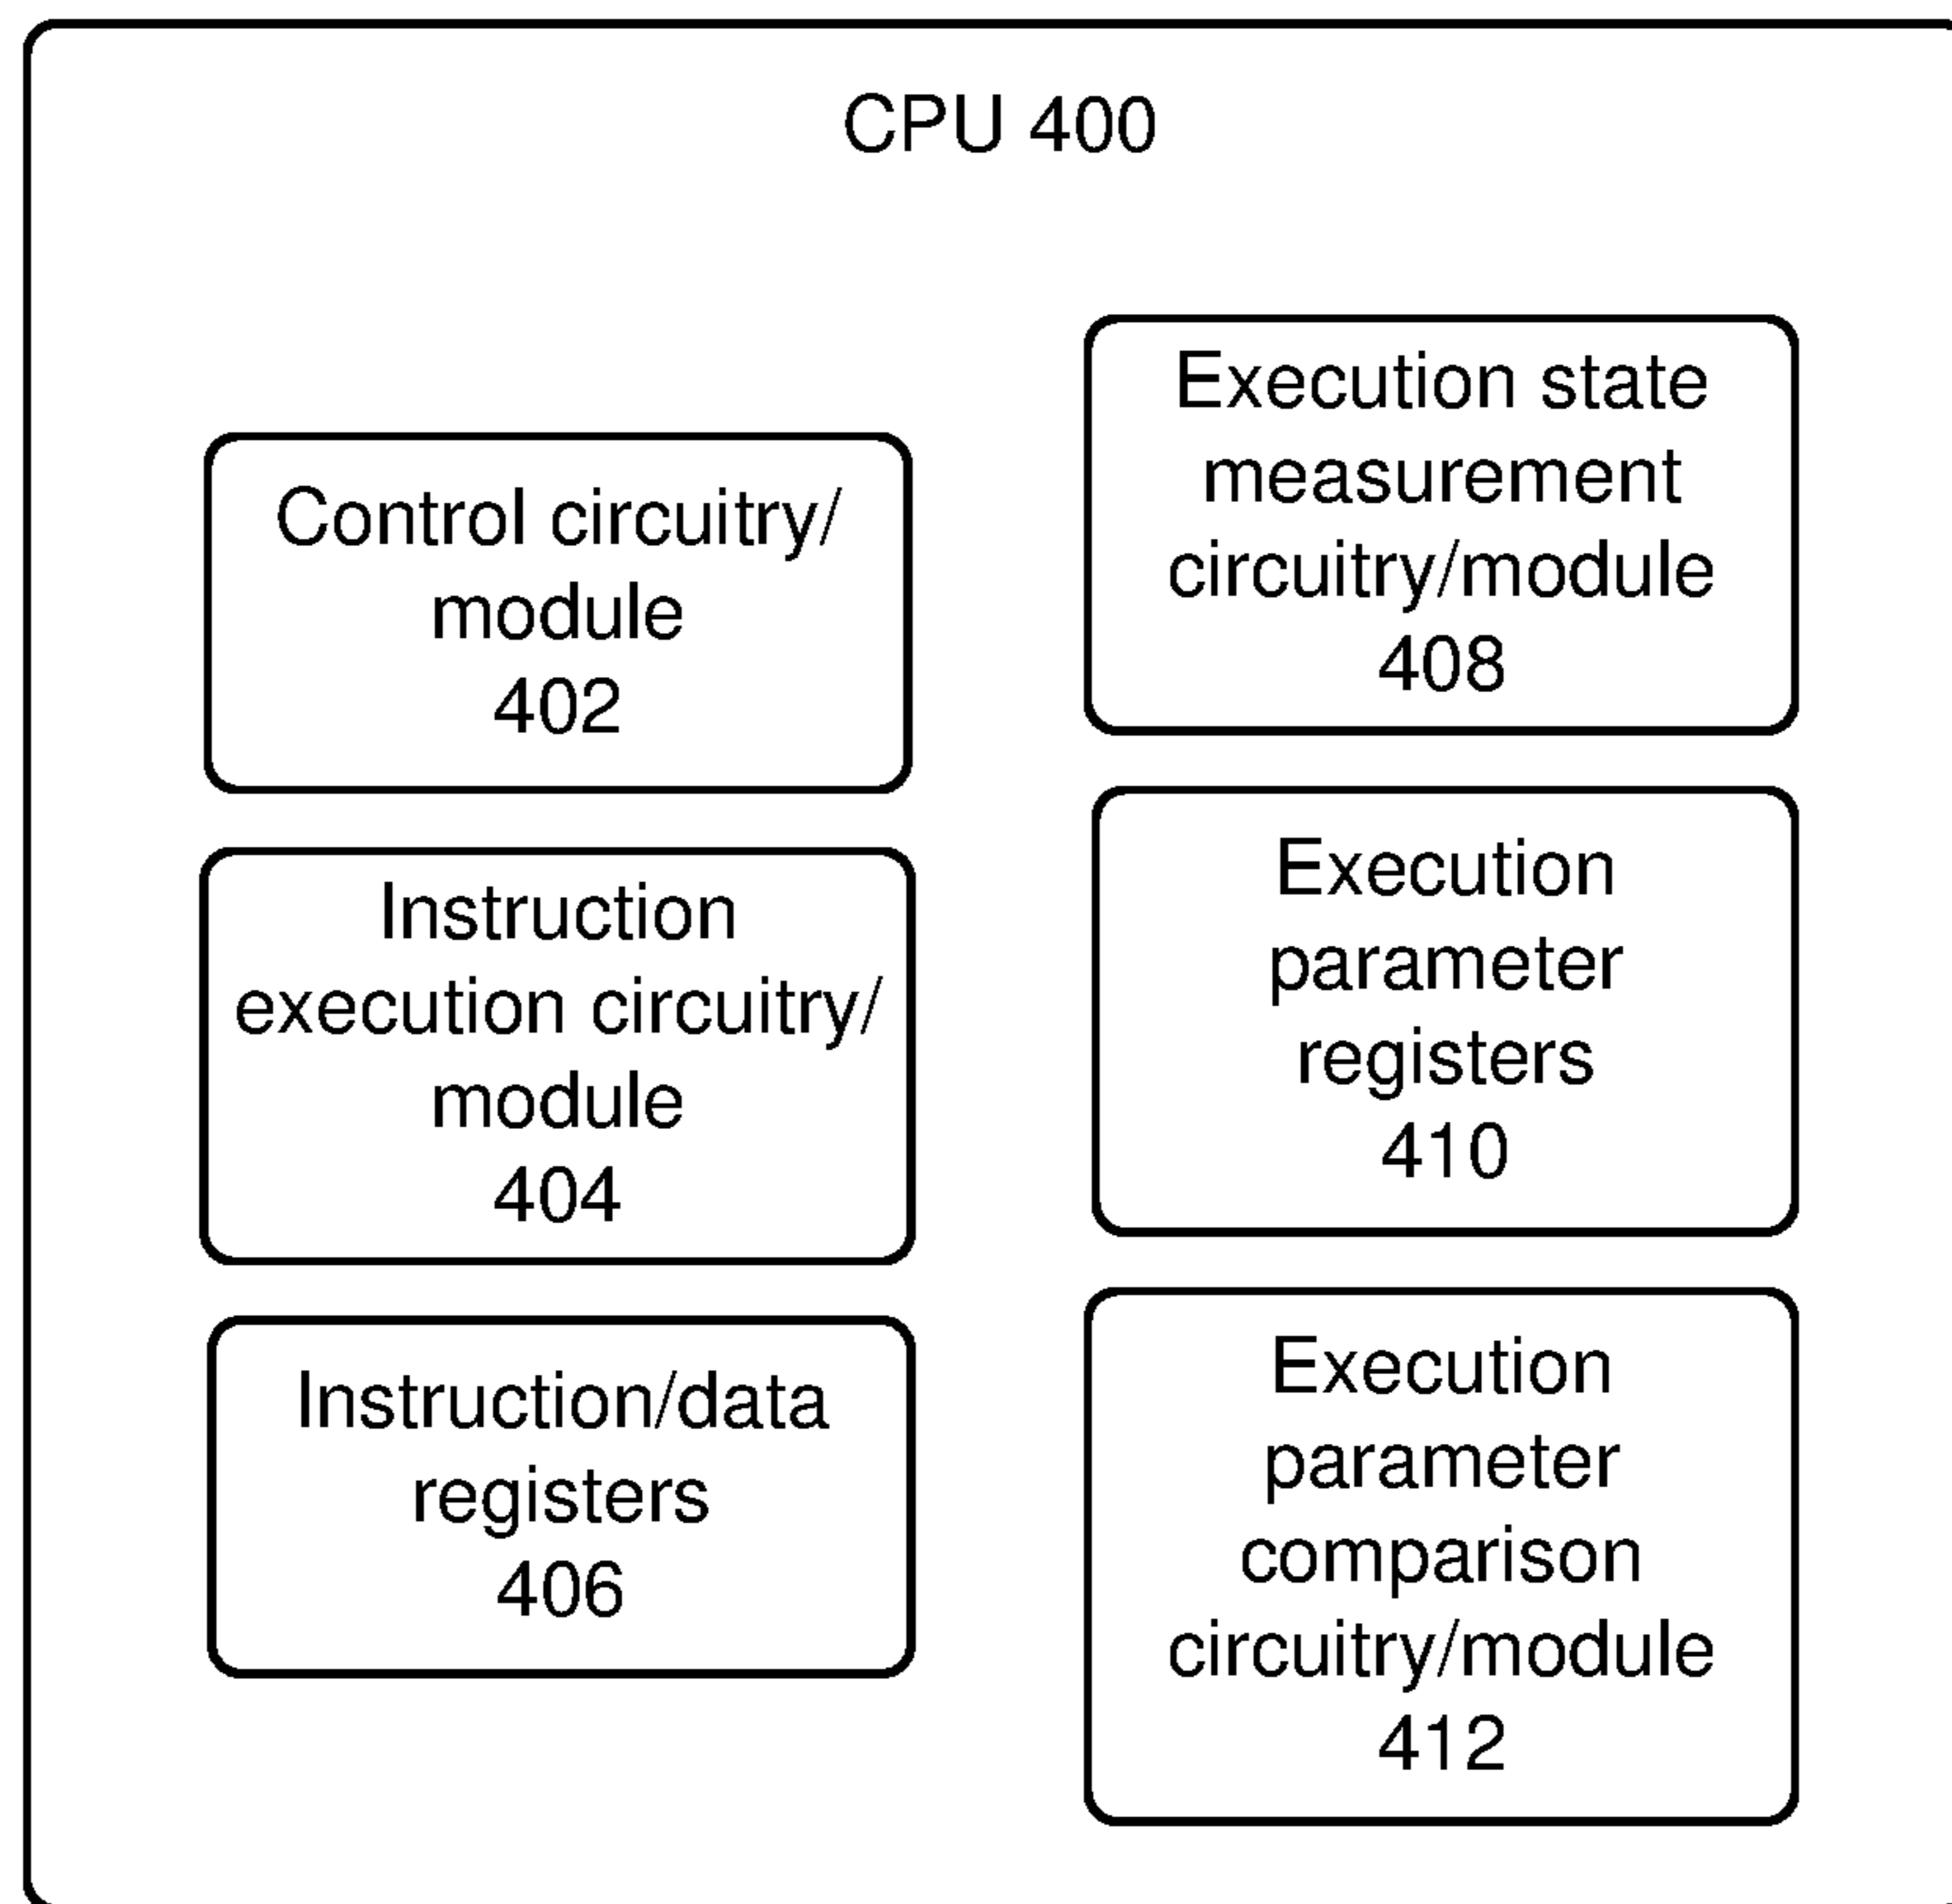 CPU 400
Control circuitry/
module
402
Instruction
execution circuitry/
module
404
Instruction/data
registers
406
Execution state
measurement
circuitry/module
408
Execution
parameter
registers
410
Execution
parameter
comparison
circuitry/module
412